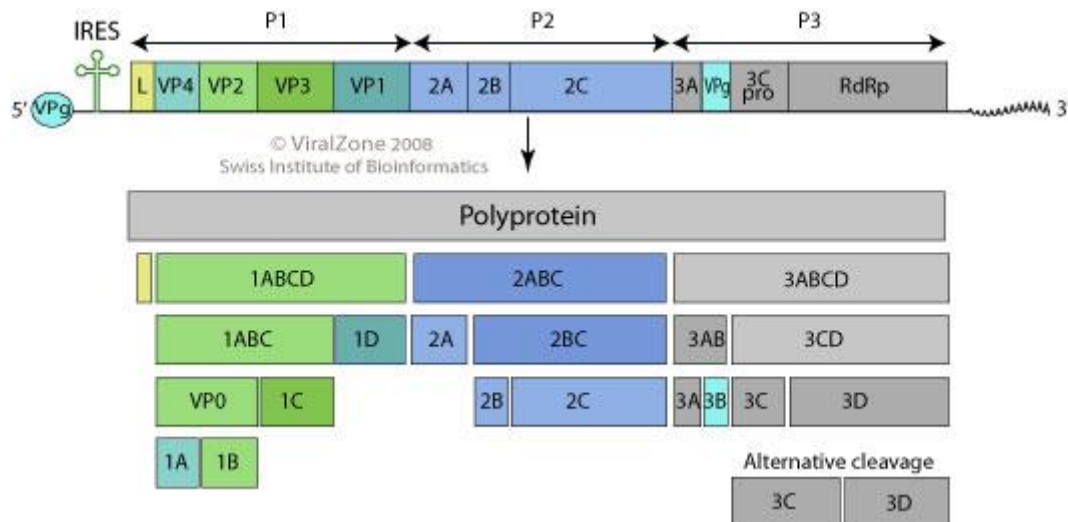 P1 P2 P3
IRES
L VP4 VP2 VP3 VP1 2A 2B 2C 3A VPg 3C pro RdRp
5' VPg 3'
© ViralZone 2008
Swiss Institute of Bioinformatics
Polyprotein
1ABCD 2ABC 3ABCD
1ABC 1D 2A 2BC 3AB 3CD
VP0 1C 2B 2C 3A 3B 3C 3D
1A 1B
Alternative cleavage
3C 3D